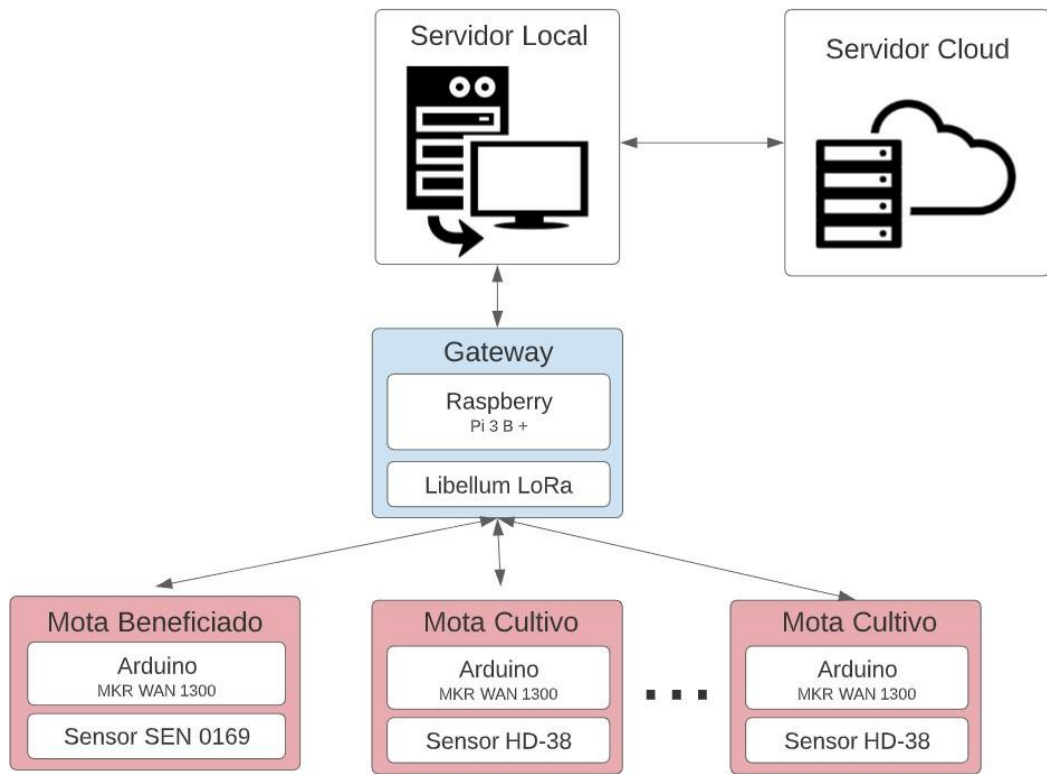 Servidor Local
Servidor Cloud
Gateway
Raspberry
Pi 3 B +
Libellum LoRa
Mota Beneficiado
Arduino
MKR WAN 1300
Sensor SEN 0169
Mota Cultivo
Arduino
MKR WAN 1300
Sensor HD-38
...
Mota Cultivo
Arduino
MKR WAN 1300
Sensor HD-38